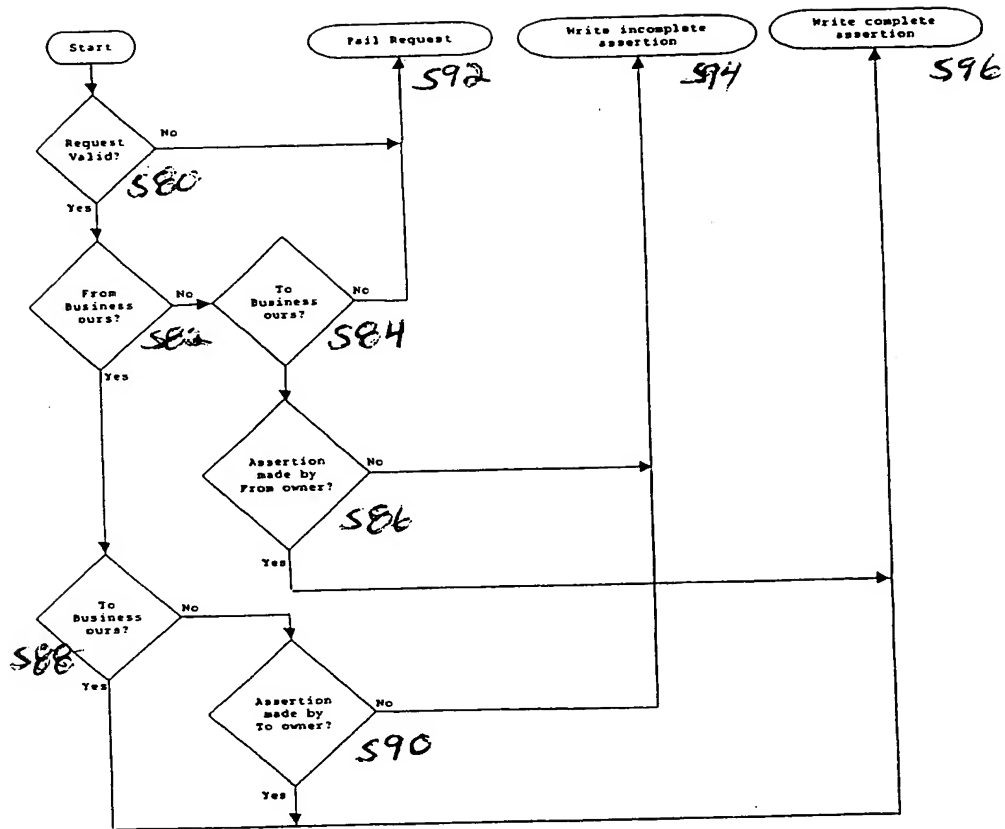 Start
Fail Request
Write incomplete
assertion
Write complete
assertion
592
594
596
No
Request
Valid?
580
Yes
From
Business
ours?
No
582
To
Business
ours?
No
584
Yes
Assertion
made by
From owner?
No
586
Yes
To
Business
ours?
No
588
Yes
Assertion
made by
To owner?
No
590
Yes